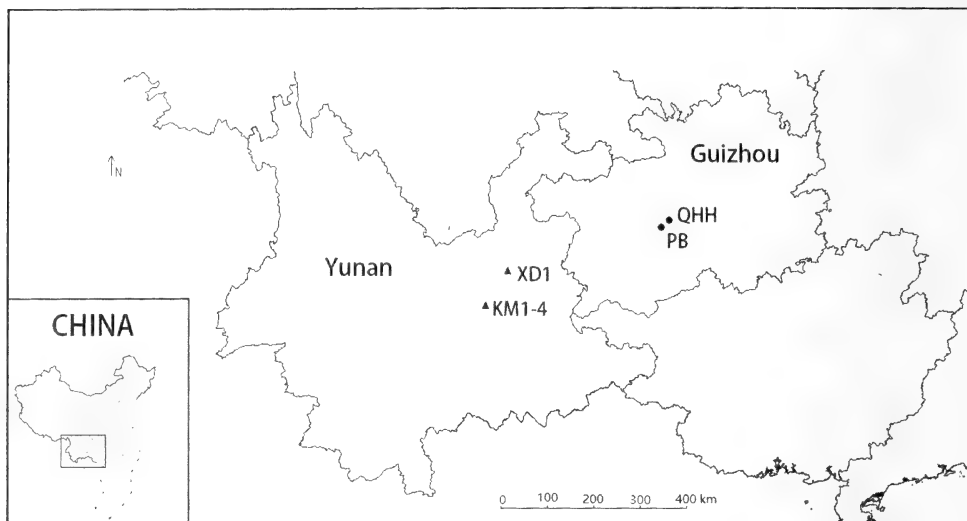 Guizhou
N
QHH
PB
Yunan
XD1
KM1-4
CHINA
0 100 200 300 400 km